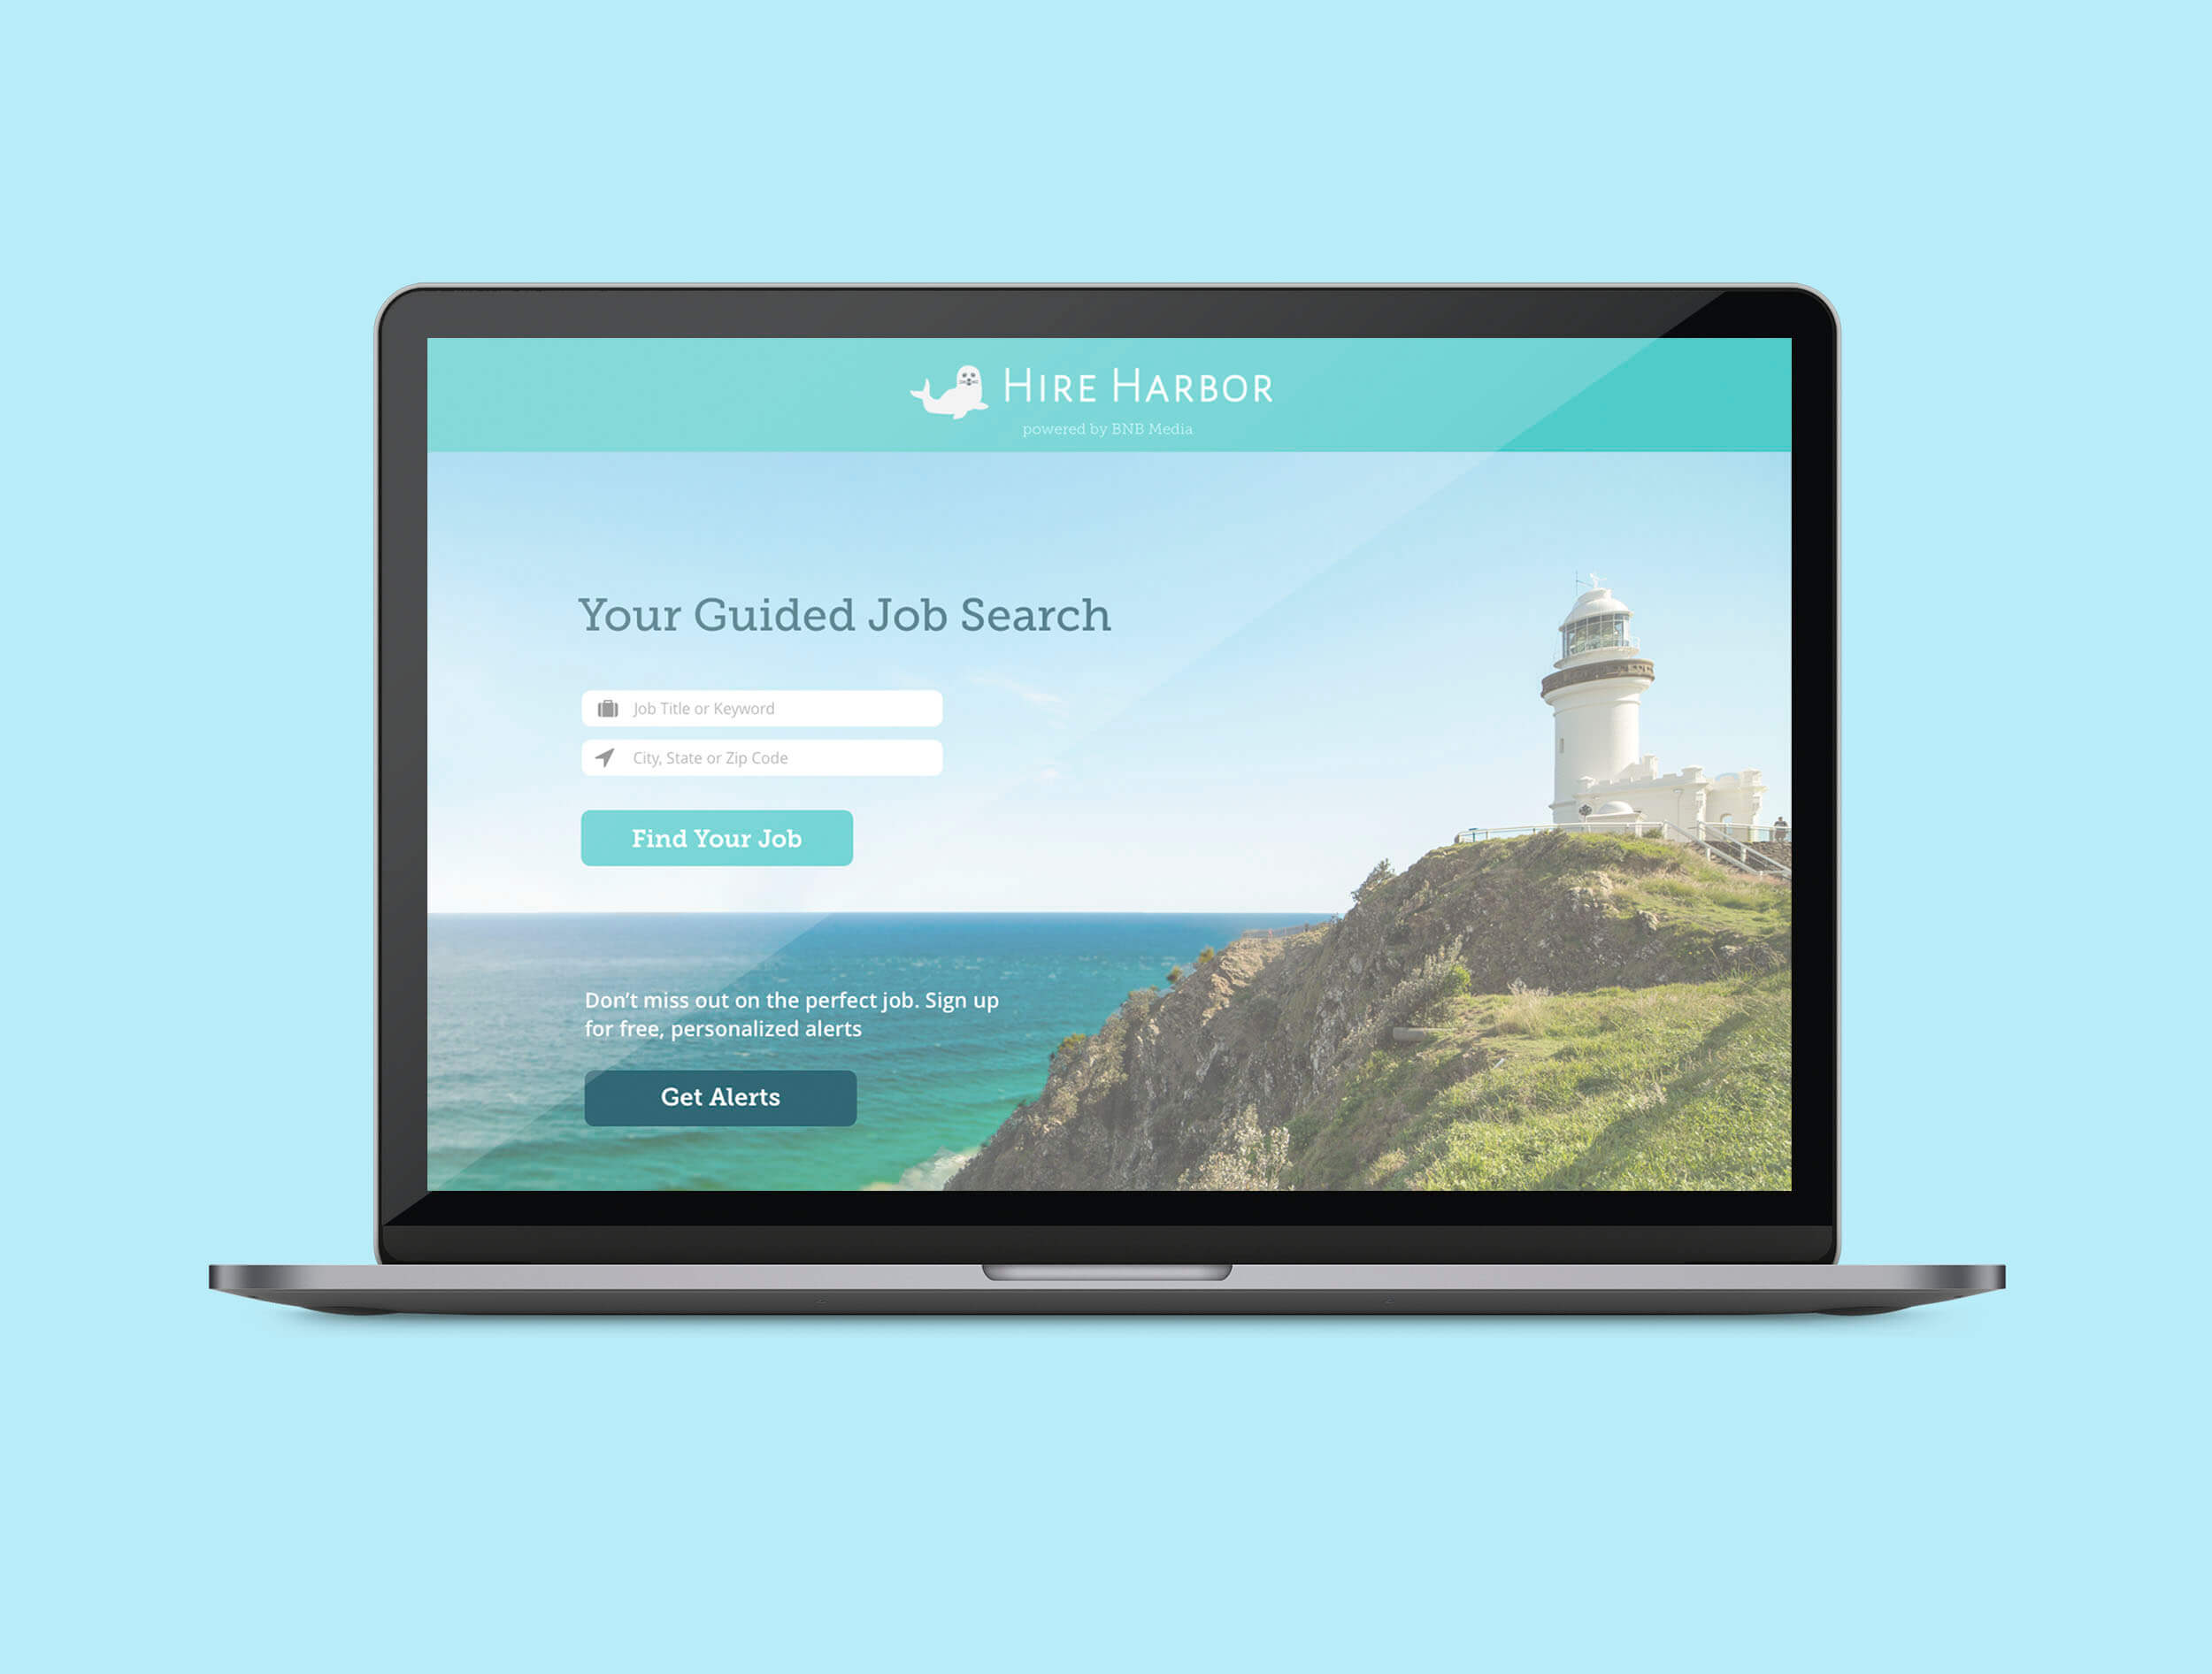 HIRE HARBOR
powered by BNB Media
Your Guided Job Search
Job Title or Keyword
City, State or Zip Code
Find Your Job
Don't miss out on the perfect job. Sign up
for free, personalized alerts
Get Alerts